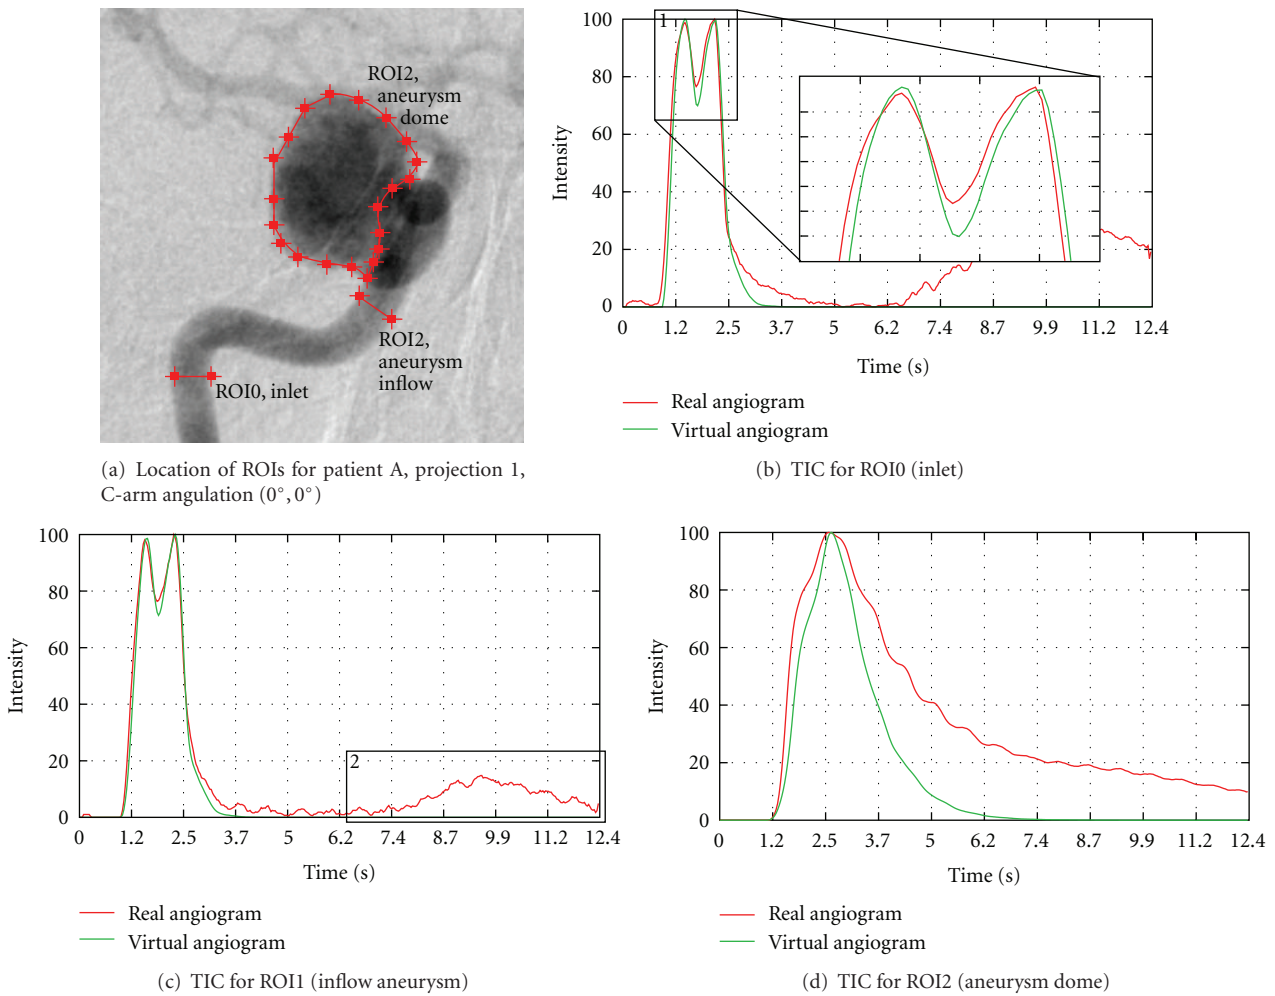 ROI2,
aneurysm
dome
ROI2,
aneurysm
inflow
ROI0, inlet
(a) Location of ROIs for patient A, projection 1,
C-arm angulation (0°, 0°)
100
80
60
40
20
0
Intensity
1
0 1.2 2.5 3.7 5 6.2 7.4 8.7 9.9 11.2 12.4
Time (s)
Real angiogram
Virtual angiogram
(b) TIC for ROI0 (inlet)
100
80
60
40
20
0
Intensity
2
0 1.2 2.5 3.7 5 6.2 7.4 8.7 9.9 11.2 12.4
Time (s)
Real angiogram
Virtual angiogram
(c) TIC for ROI1 (inflow aneurysm)
100
80
60
40
20
0
Intensity
0 1.2 2.5 3.7 5 6.2 7.4 8.7 9.9 11.2 12.4
Time (s)
Real angiogram
Virtual angiogram
(d) TIC for ROI2 (aneurysm dome)